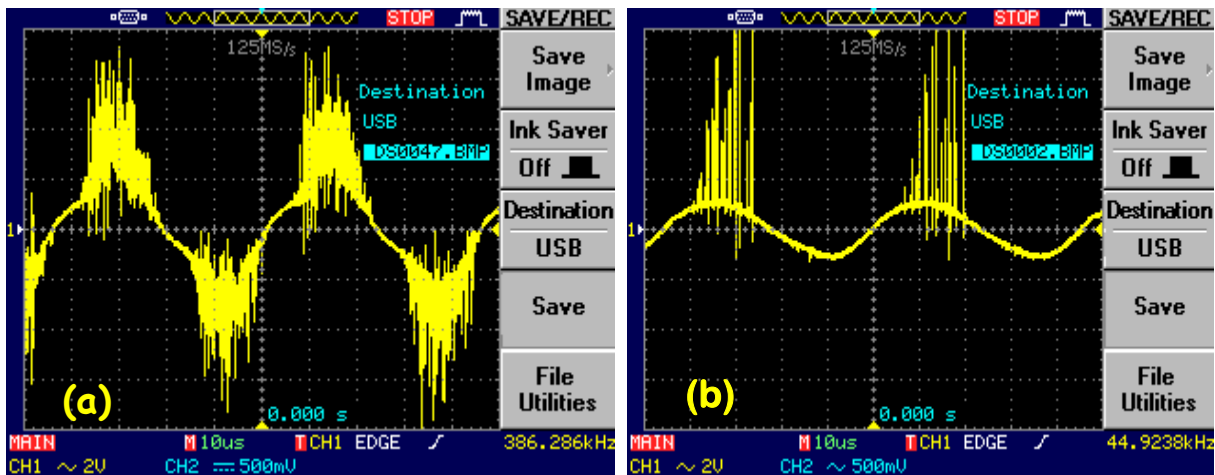 STOP SAVE/REC
125MS/s
Save
Image
Destination
USB
DS0047.BMP
Ink Saver
Off
Destination
USB
1
Save
File
Utilities
(a)
0.000 s
MAIN M 10us T CH1 EDGE 386.286kHz
CH1 ~ 2V CH2 500mV
STOP SAVE/REC
125MS/s
Save
Image
Destination
USB
DS0002.BMP
Ink Saver
Off
Destination
USB
1
Save
File
Utilities
(b)
0.000 s
MAIN M 10us T CH1 EDGE 44.9238kHz
CH1 ~ 2V CH2 ~ 500mV